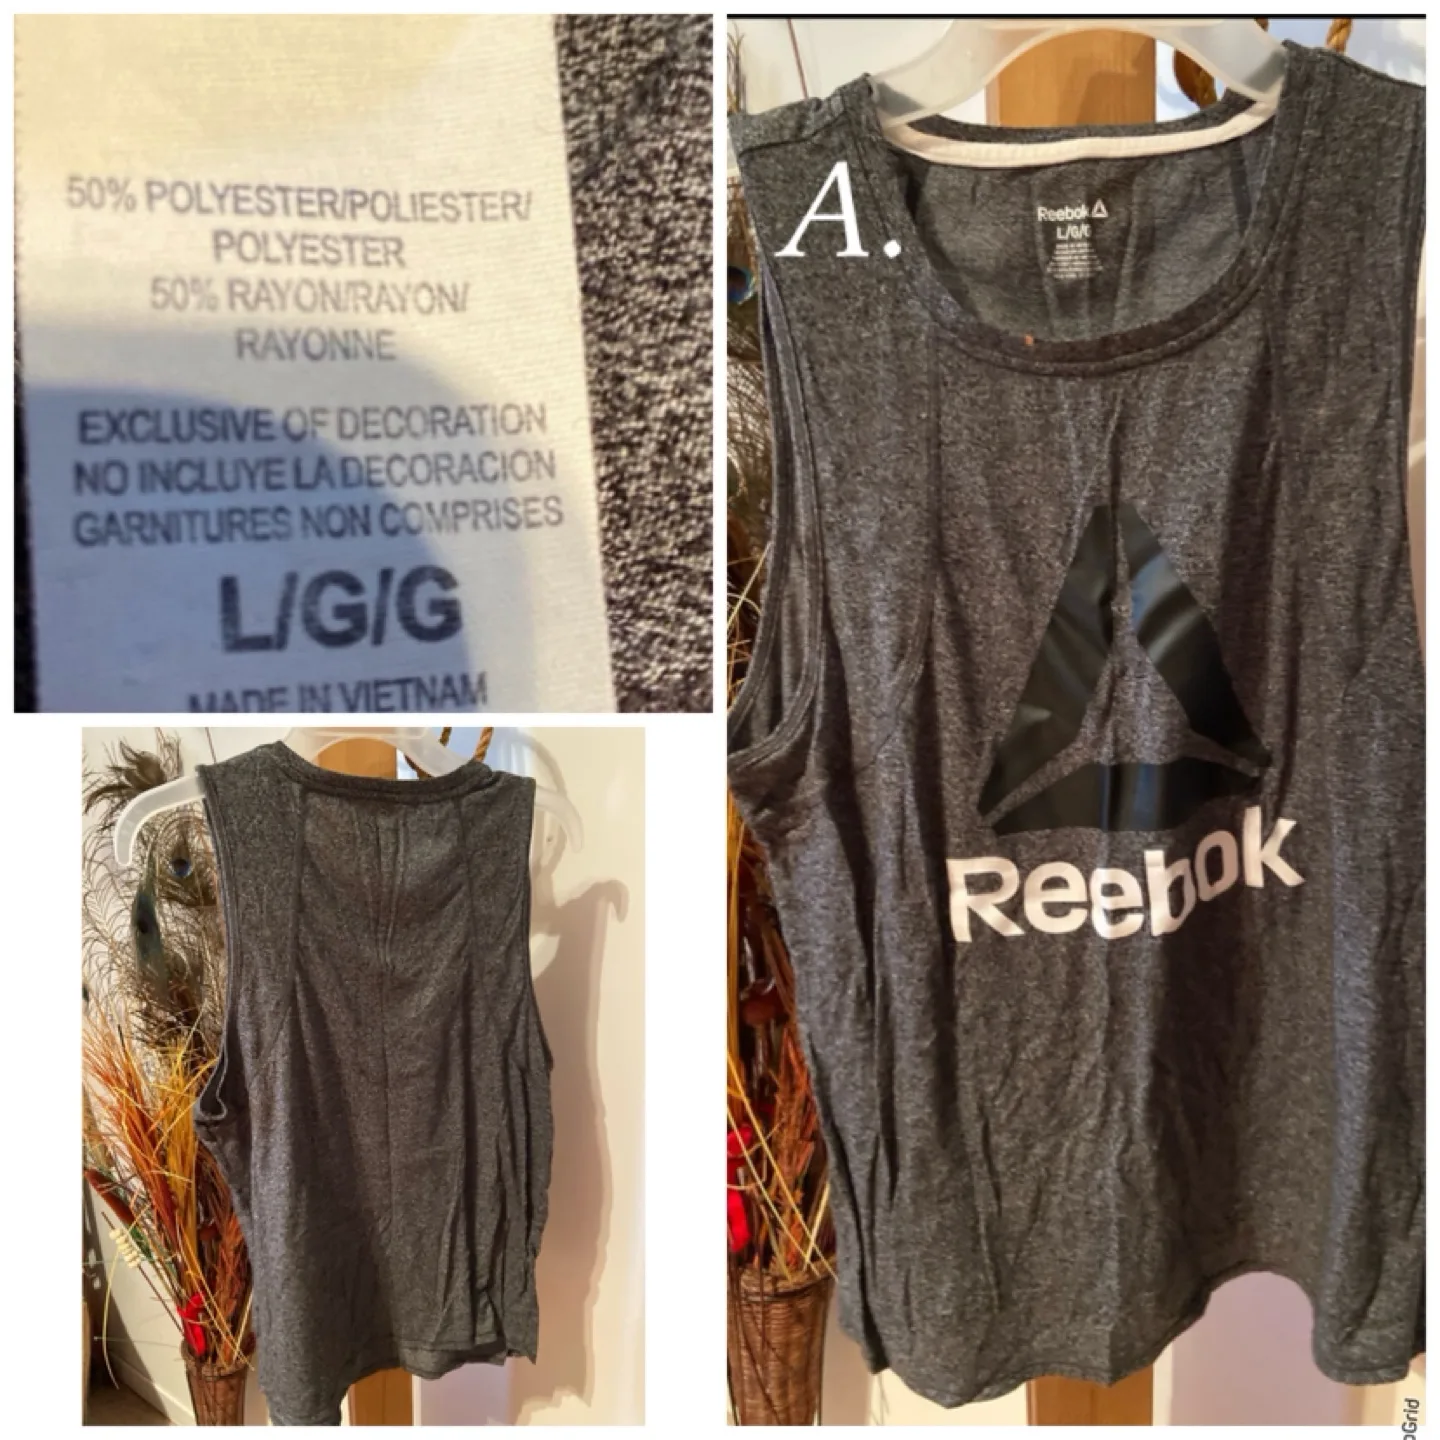 50% POLYESTER/POLIESTER/
POLYESTER
50% RAYON/RAYON/
RAYONNE
EXCLUSIVE OF DECORATION
NO INCLUYE LA DECORACION
GARNITURES NON COMPRISES
L/G/G
MADE IN VIETNAM
A.
Reebok
L/G/G
Reebok